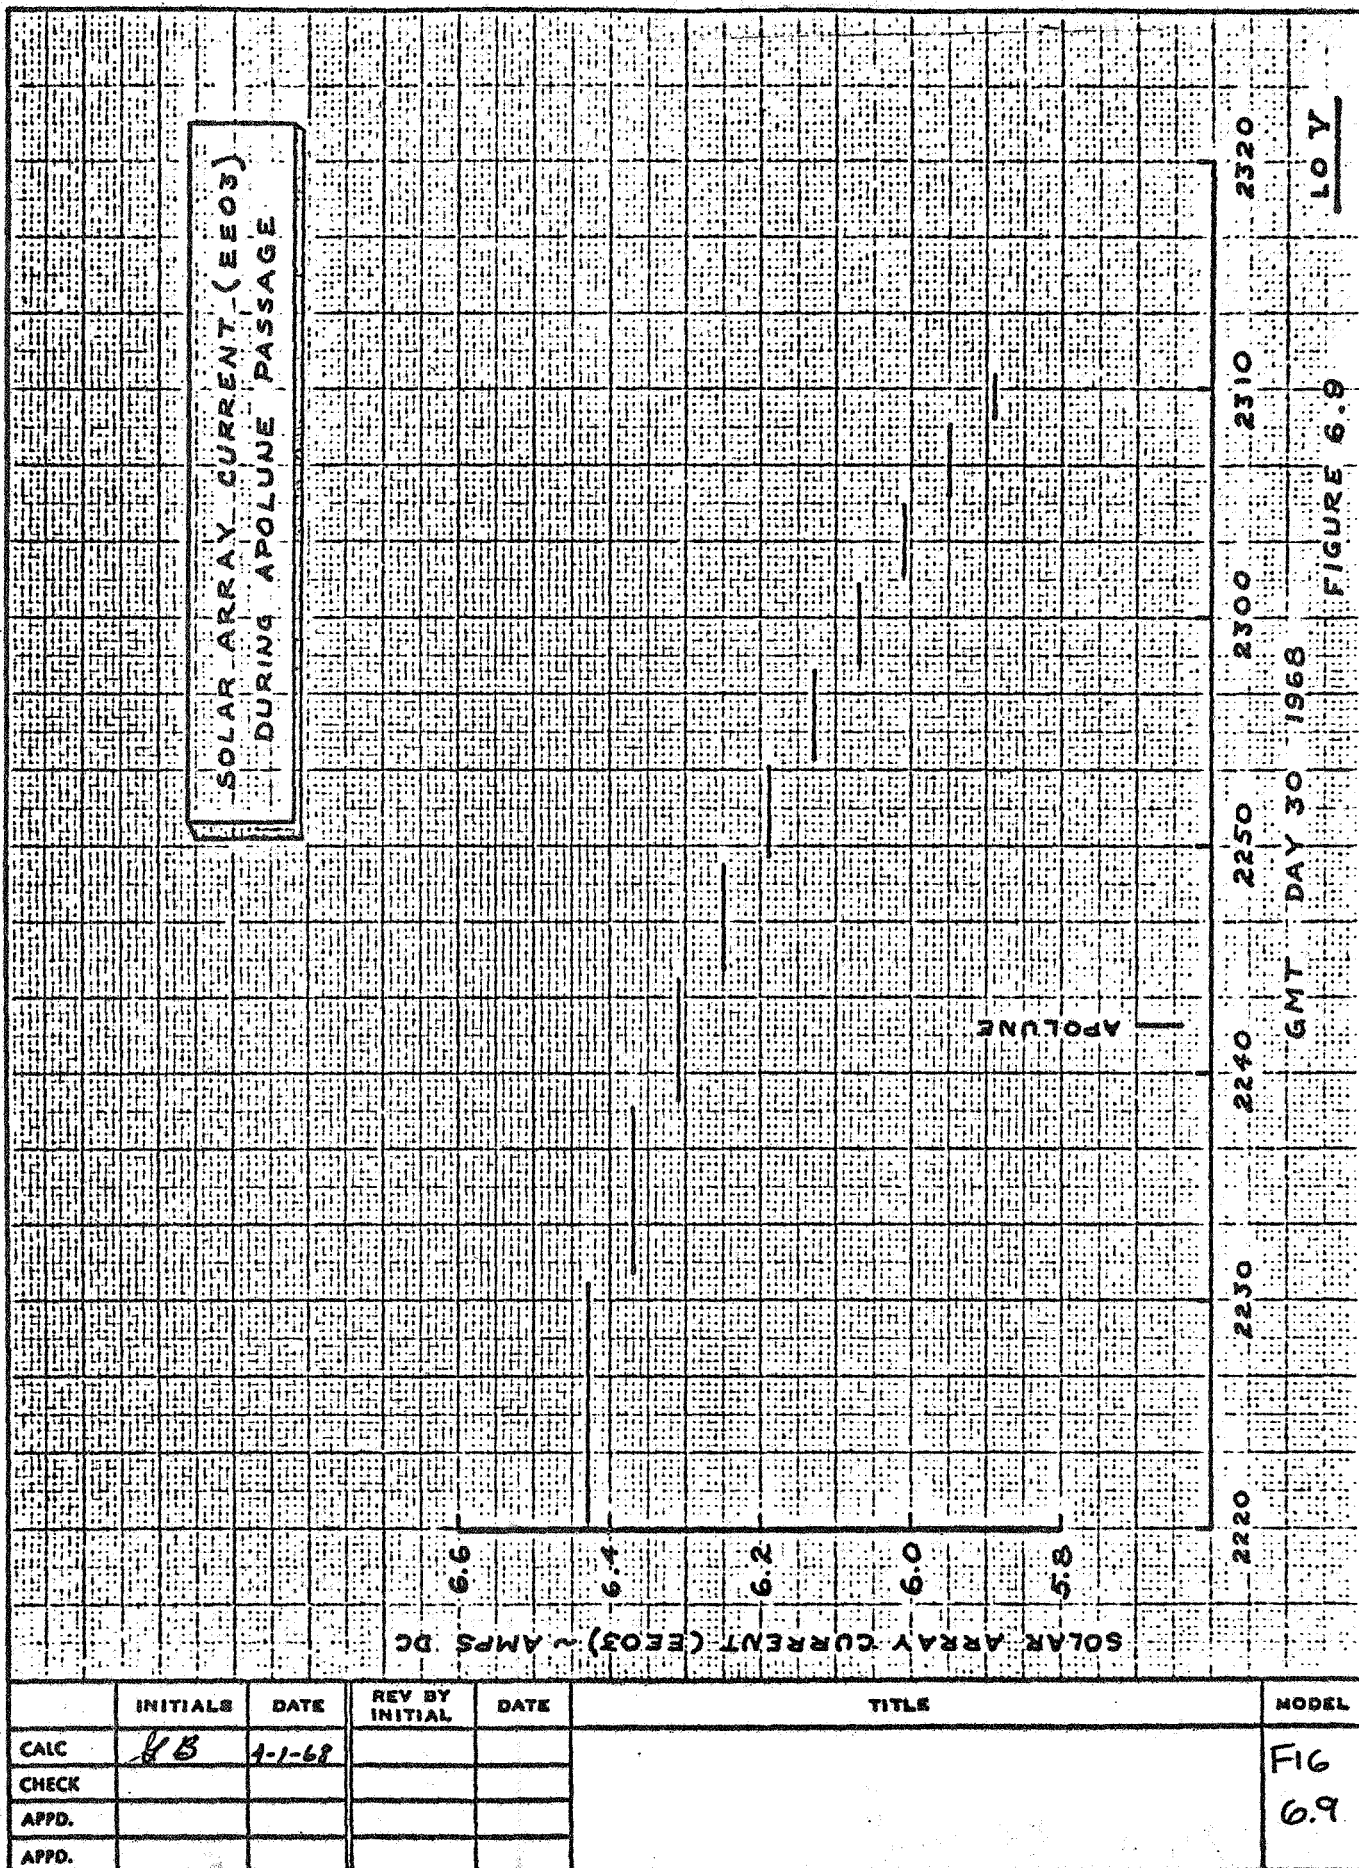 SOLAR ARRAY CURRENT (EE03)
DURING APOLUNE PASSAGE
SOLAR ARRAY CURRENT (EE03) ~ AMPS DC
6.6
6.4
6.2
6.0
5.8
APOLUNE
2220
2230
2240
2250
2300
2310
2320
GMT DAY 30 1968
FIGURE 6.9
LO V
INITIALS DATE REV BY INITIAL DATE TITLE MODEL
CALC 4-1-68
CHECK
APPD.
APPD.
FIG
6.9